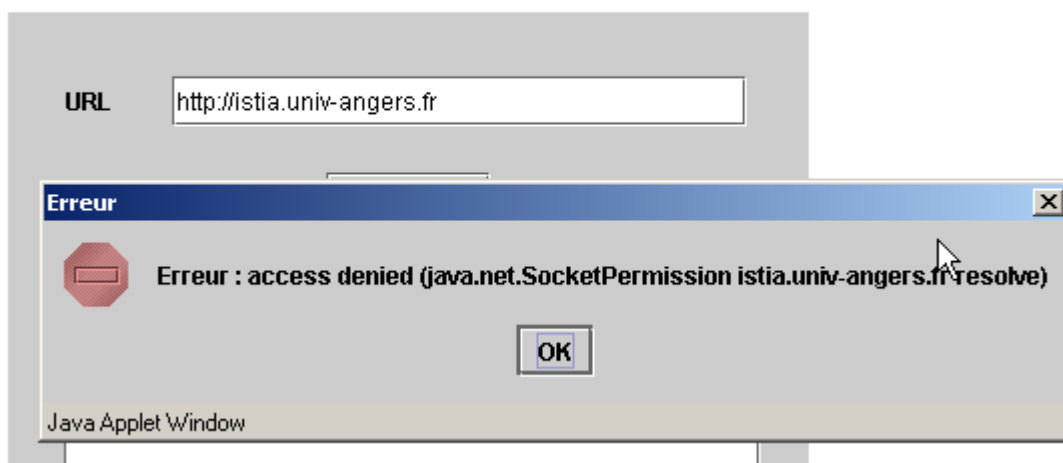 URL
http://istia.univ-angers.fr
Erreur
Erreur : access denied (java.net.SocketPermission istia.univ-angers.fr resolve)
OK
Java Applet Window